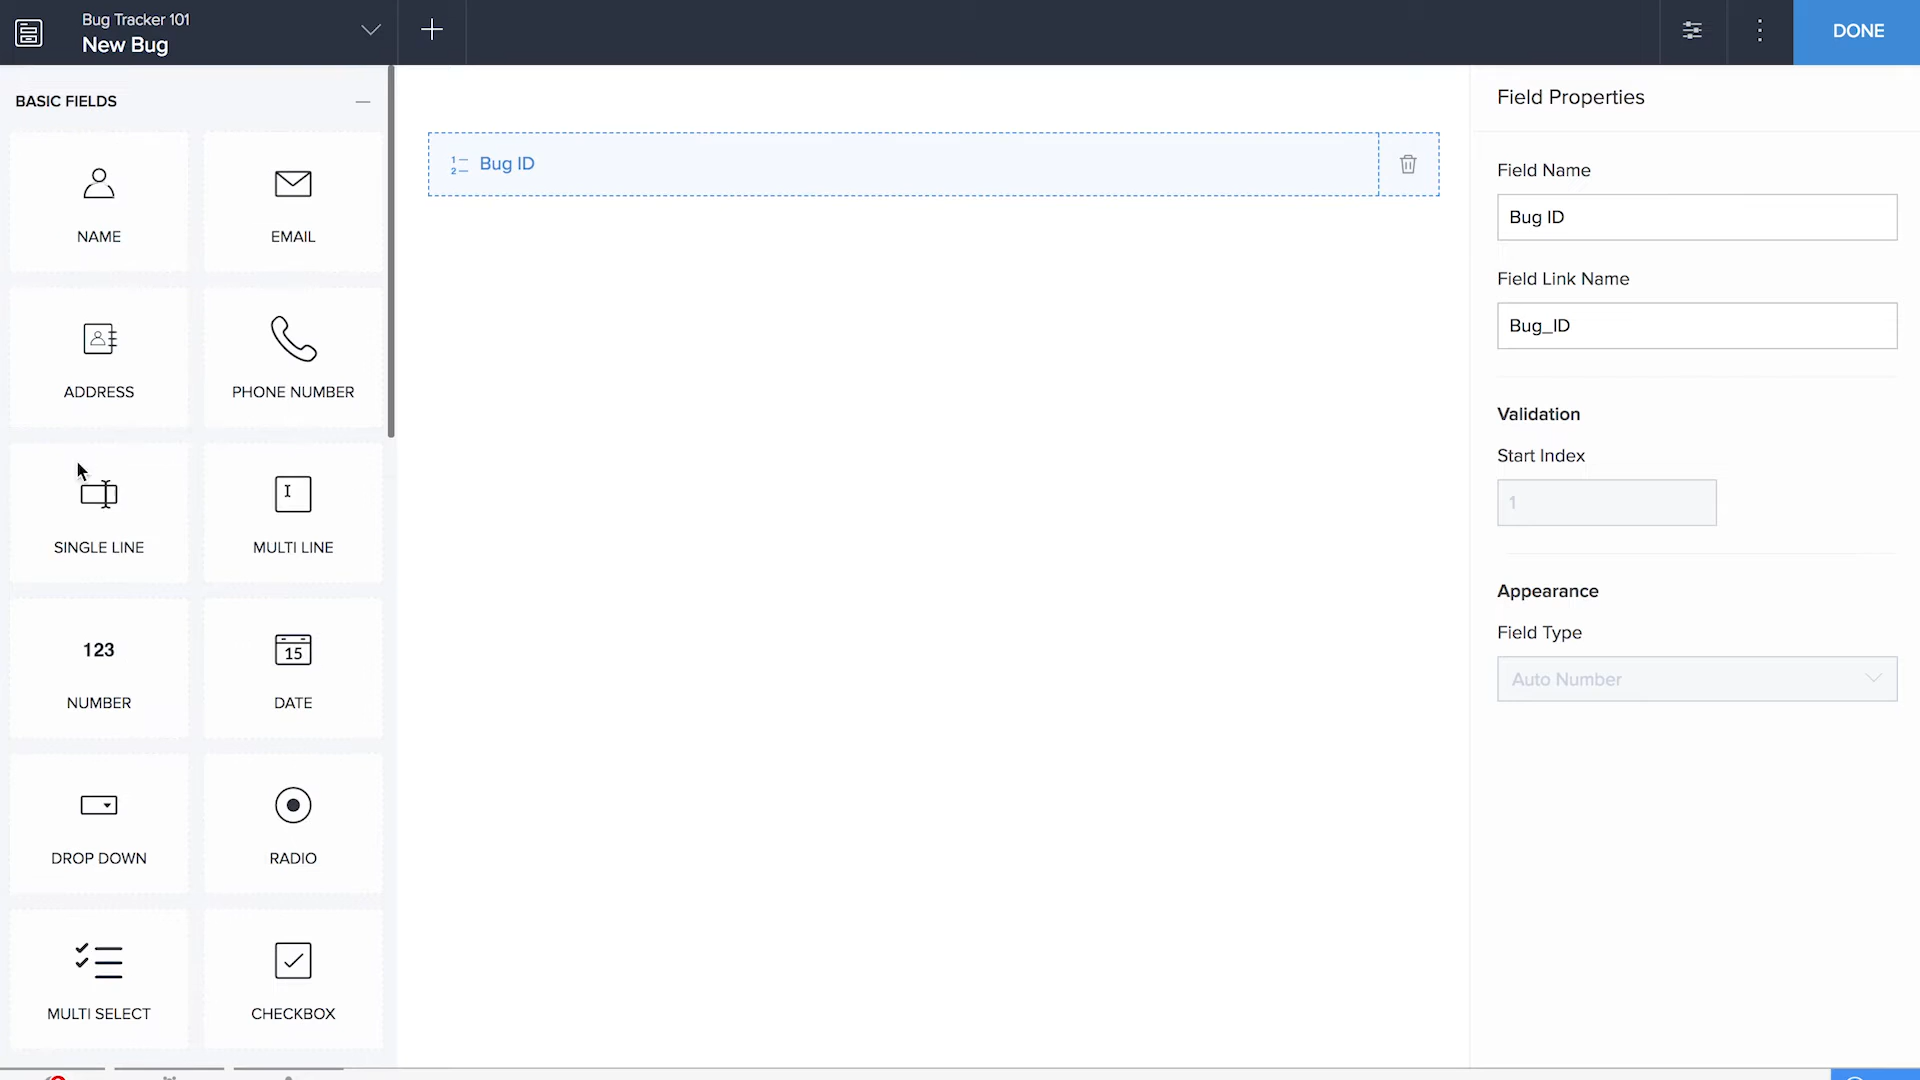 Bug Tracker 101
New Bug
DONE
BASIC FIELDS
NAME
EMAIL
ADDRESS
PHONE NUMBER
SINGLE LINE
MULTI LINE
123
NUMBER
15
DATE
DROP DOWN
RADIO
MULTI SELECT
CHECKBOX
1
2
Bug ID
Field Properties
Field Name
Bug ID
Field Link Name
Bug_ID
Validation
Start Index
1
Appearance
Field Type
Auto Number